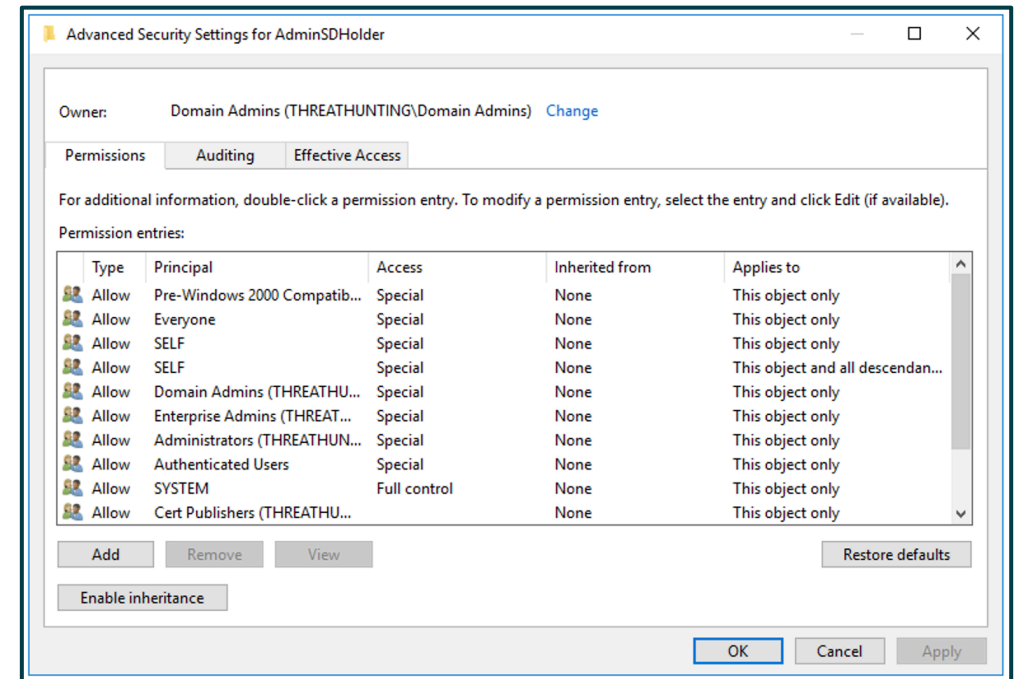 Advanced Security Settings for AdminSDHolder
Owner: Domain Admins (THREATHUNTING\Domain Admins) Change
Permissions Auditing Effective Access
For additional information, double-click a permission entry. To modify a permission entry, select the entry and click Edit (if available).
Permission entries:
Type Principal Access Inherited from Applies to
Allow Pre-Windows 2000 Compatib... Special None This object only
Allow Everyone Special None This object only
Allow SELF Special None This object only
Allow SELF Special None This object and all descendan...
Allow Domain Admins (THREATHU... Special None This object only
Allow Enterprise Admins (THREAT... Special None This object only
Allow Administrators (THREATHUN... Special None This object only
Allow Authenticated Users Special None This object only
Allow SYSTEM Full control None This object only
Allow Cert Publishers (THREATHU... None This object only
Add Remove View Restore defaults
Enable inheritance
OK Cancel Apply